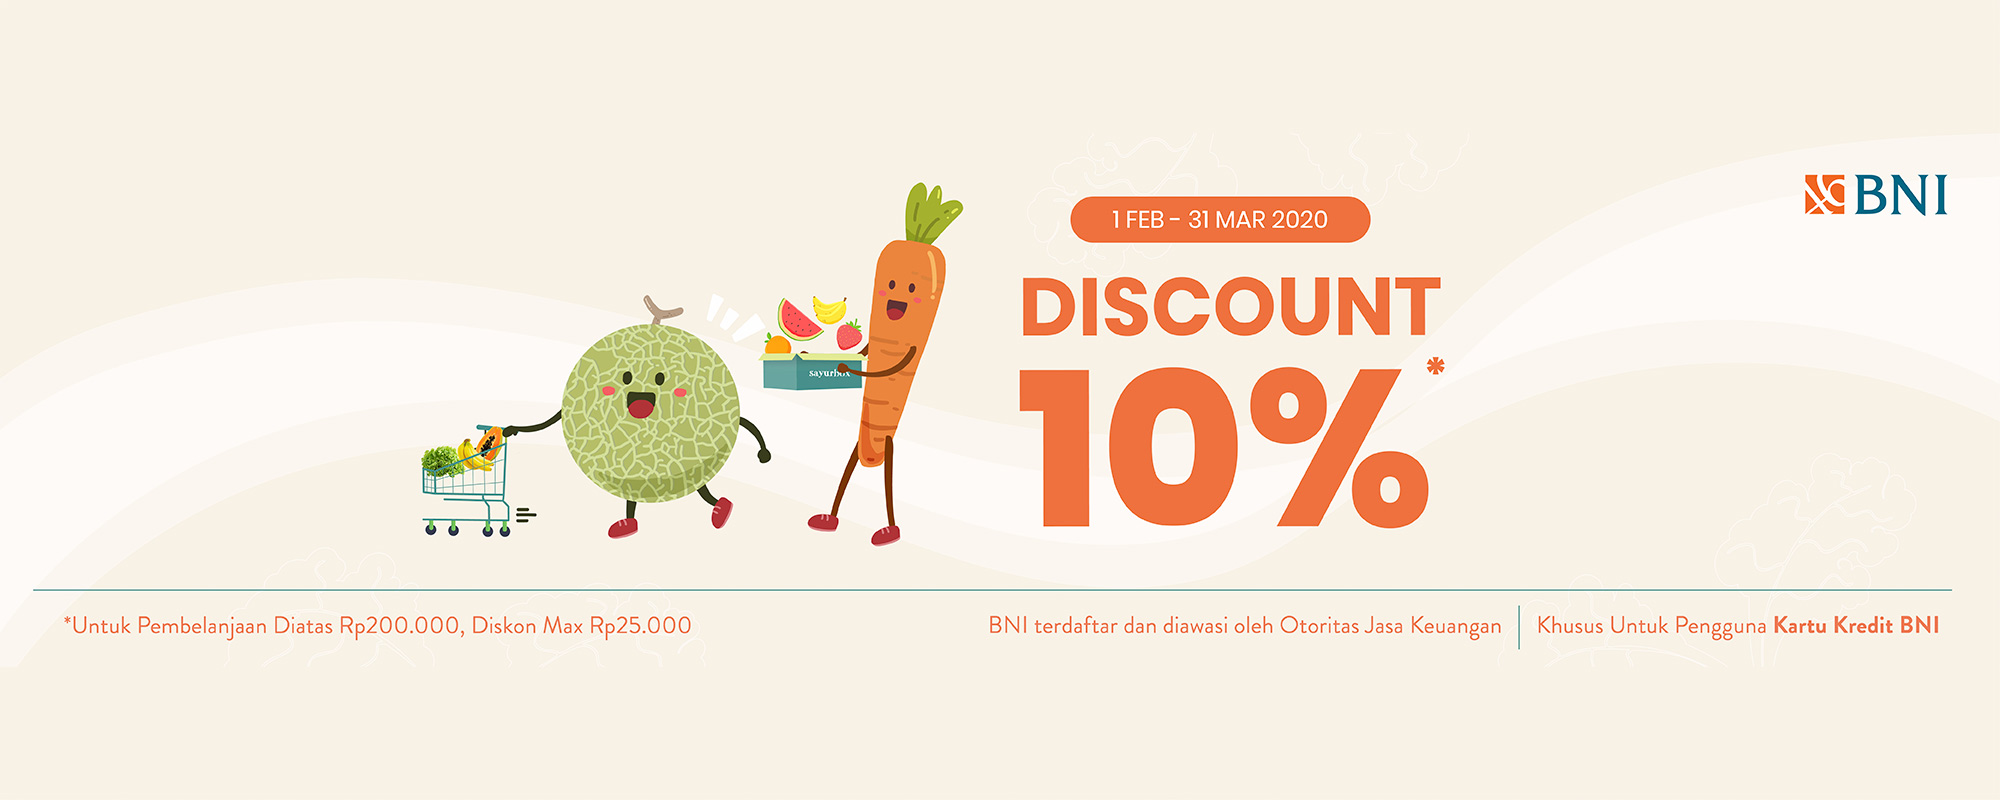 BNI
1 FEB - 31 MAR 2020
DISCOUNT
10%*
sayurbox
*Untuk Pembelanjaan Diatas Rp200.000, Diskon Max Rp25.000
BNI terdaftar dan diawasi oleh Otoritas Jasa Keuangan
Khusus Untuk Pengguna Kartu Kredit BNI